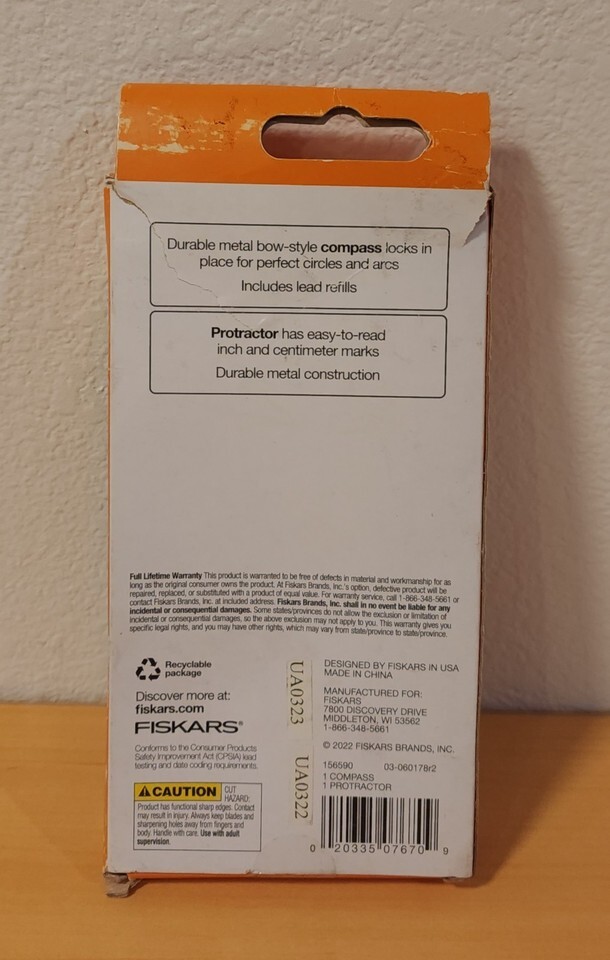 Durable metal bow-style compass locks in
place for perfect circles and arcs
Includes lead refills
Protractor has easy-to-read
inch and centimeter marks
Durable metal construction
Full Lifetime Warranty This product is warranted to be free of defects in material and workmanship for as
long as the original consumer owns the product. At Fiskars Brands, Inc.'s option, defective product will be
repaired, replaced, or substituted with a product of equal value. For warranty service, call 1-866-348-5661 or
contact Fiskars Brands, Inc. at included address. Fiskars Brands, Inc. shall in no event be liable for any
incidental or consequential damages. Some states/provinces do not allow the exclusion or limitation of
incidental or consequential damages, so the above exclusion may not apply to you. This warranty gives you
specific legal rights, and you may have other rights, which may vary from state/province to state/province.
Recyclable
package
Discover more at:
fiskars.com
FISKARS®
Conforms to the Consumer Products
Safety Improvement Act (CPSIA) lead
testing and date coding requirements.
CAUTION
CUT
HAZARD:
Product has functional sharp edges. Contact
may result in injury. Always keep blades and
sharpening holes away from fingers and
body. Handle with care. Use with adult
supervision.
UA0323
UA0322
DESIGNED BY FISKARS IN USA
MADE IN CHINA
MANUFACTURED FOR:
FISKARS
7800 DISCOVERY DRIVE
MIDDLETON, WI 53562
1-866-348-5661
© 2022 FISKARS BRANDS, INC.
156590 03-060178r2
1 COMPASS
1 PROTRACTOR
0 20335 07670 9